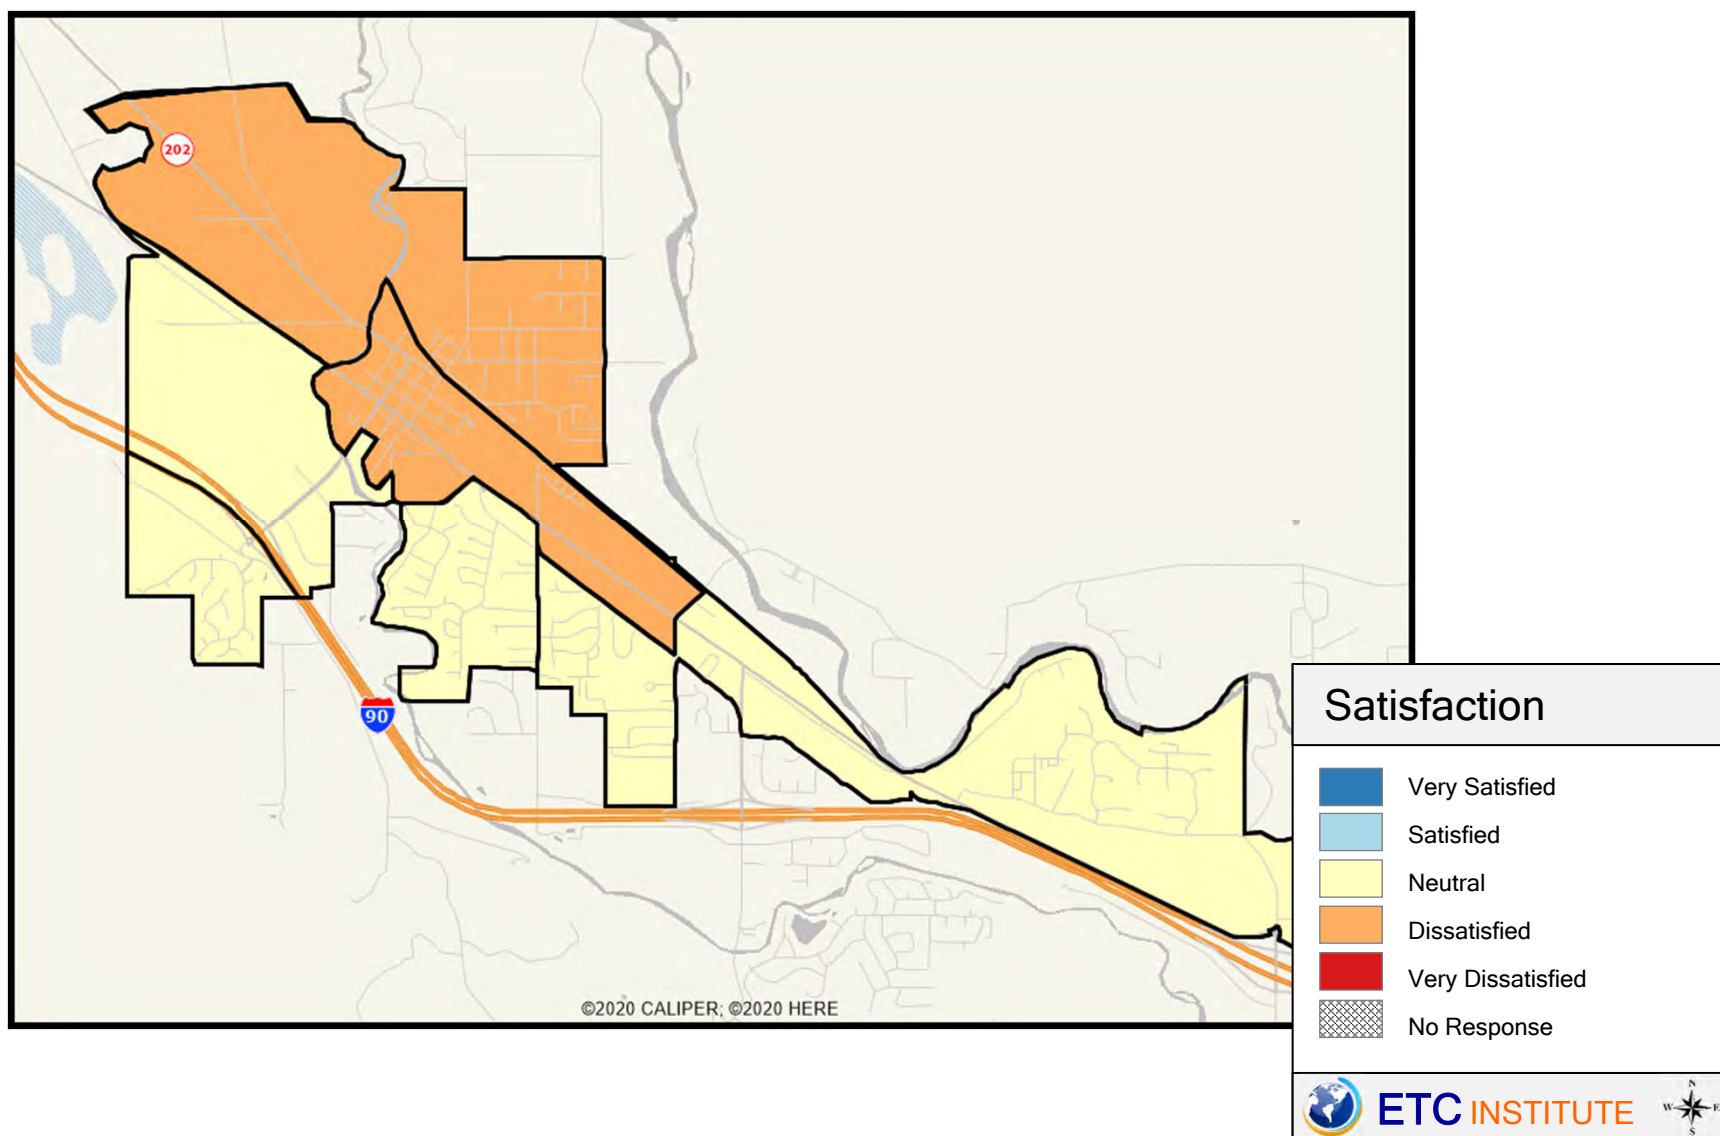 202
90
©2020 CALIPER; ©2020 HERE
Satisfaction
Very Satisfied
Satisfied
Neutral
Dissatisfied
Very Dissatisfied
No Response
ETC INSTITUTE
N
W E
S